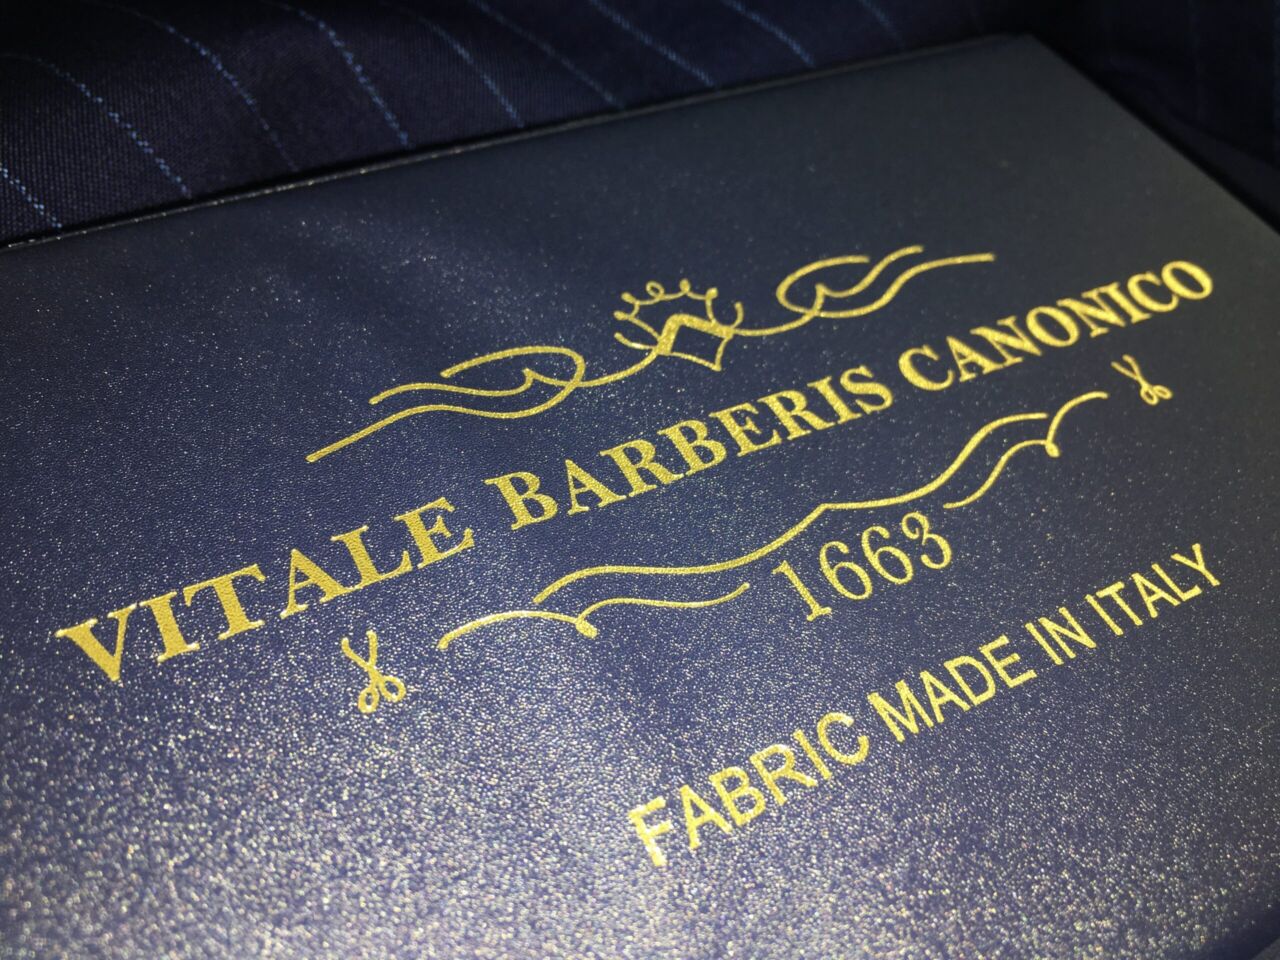 VITALE BARBERIS CANONICO
1663
FABRIC MADE IN ITALY